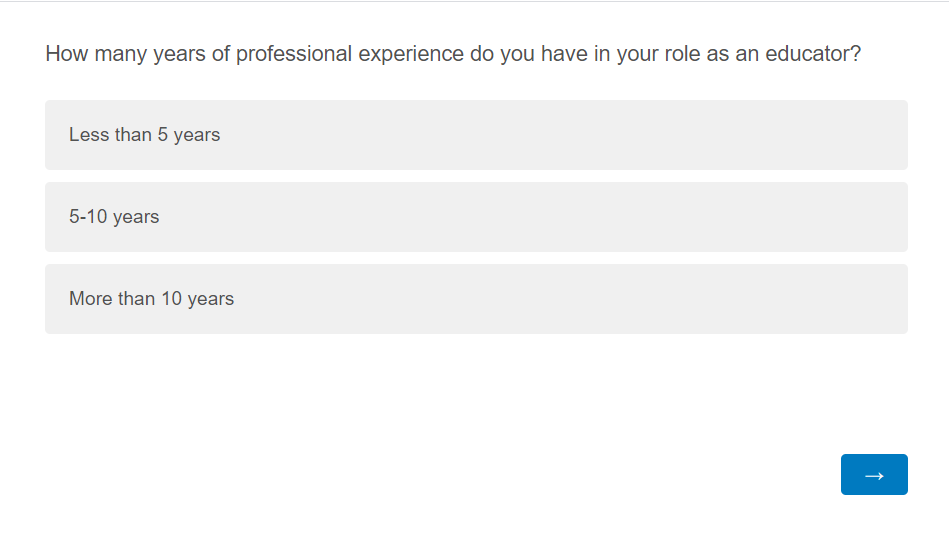 How many years of professional experience do you have in your role as an educator?
Less than 5 years
5-10 years
More than 10 years
→